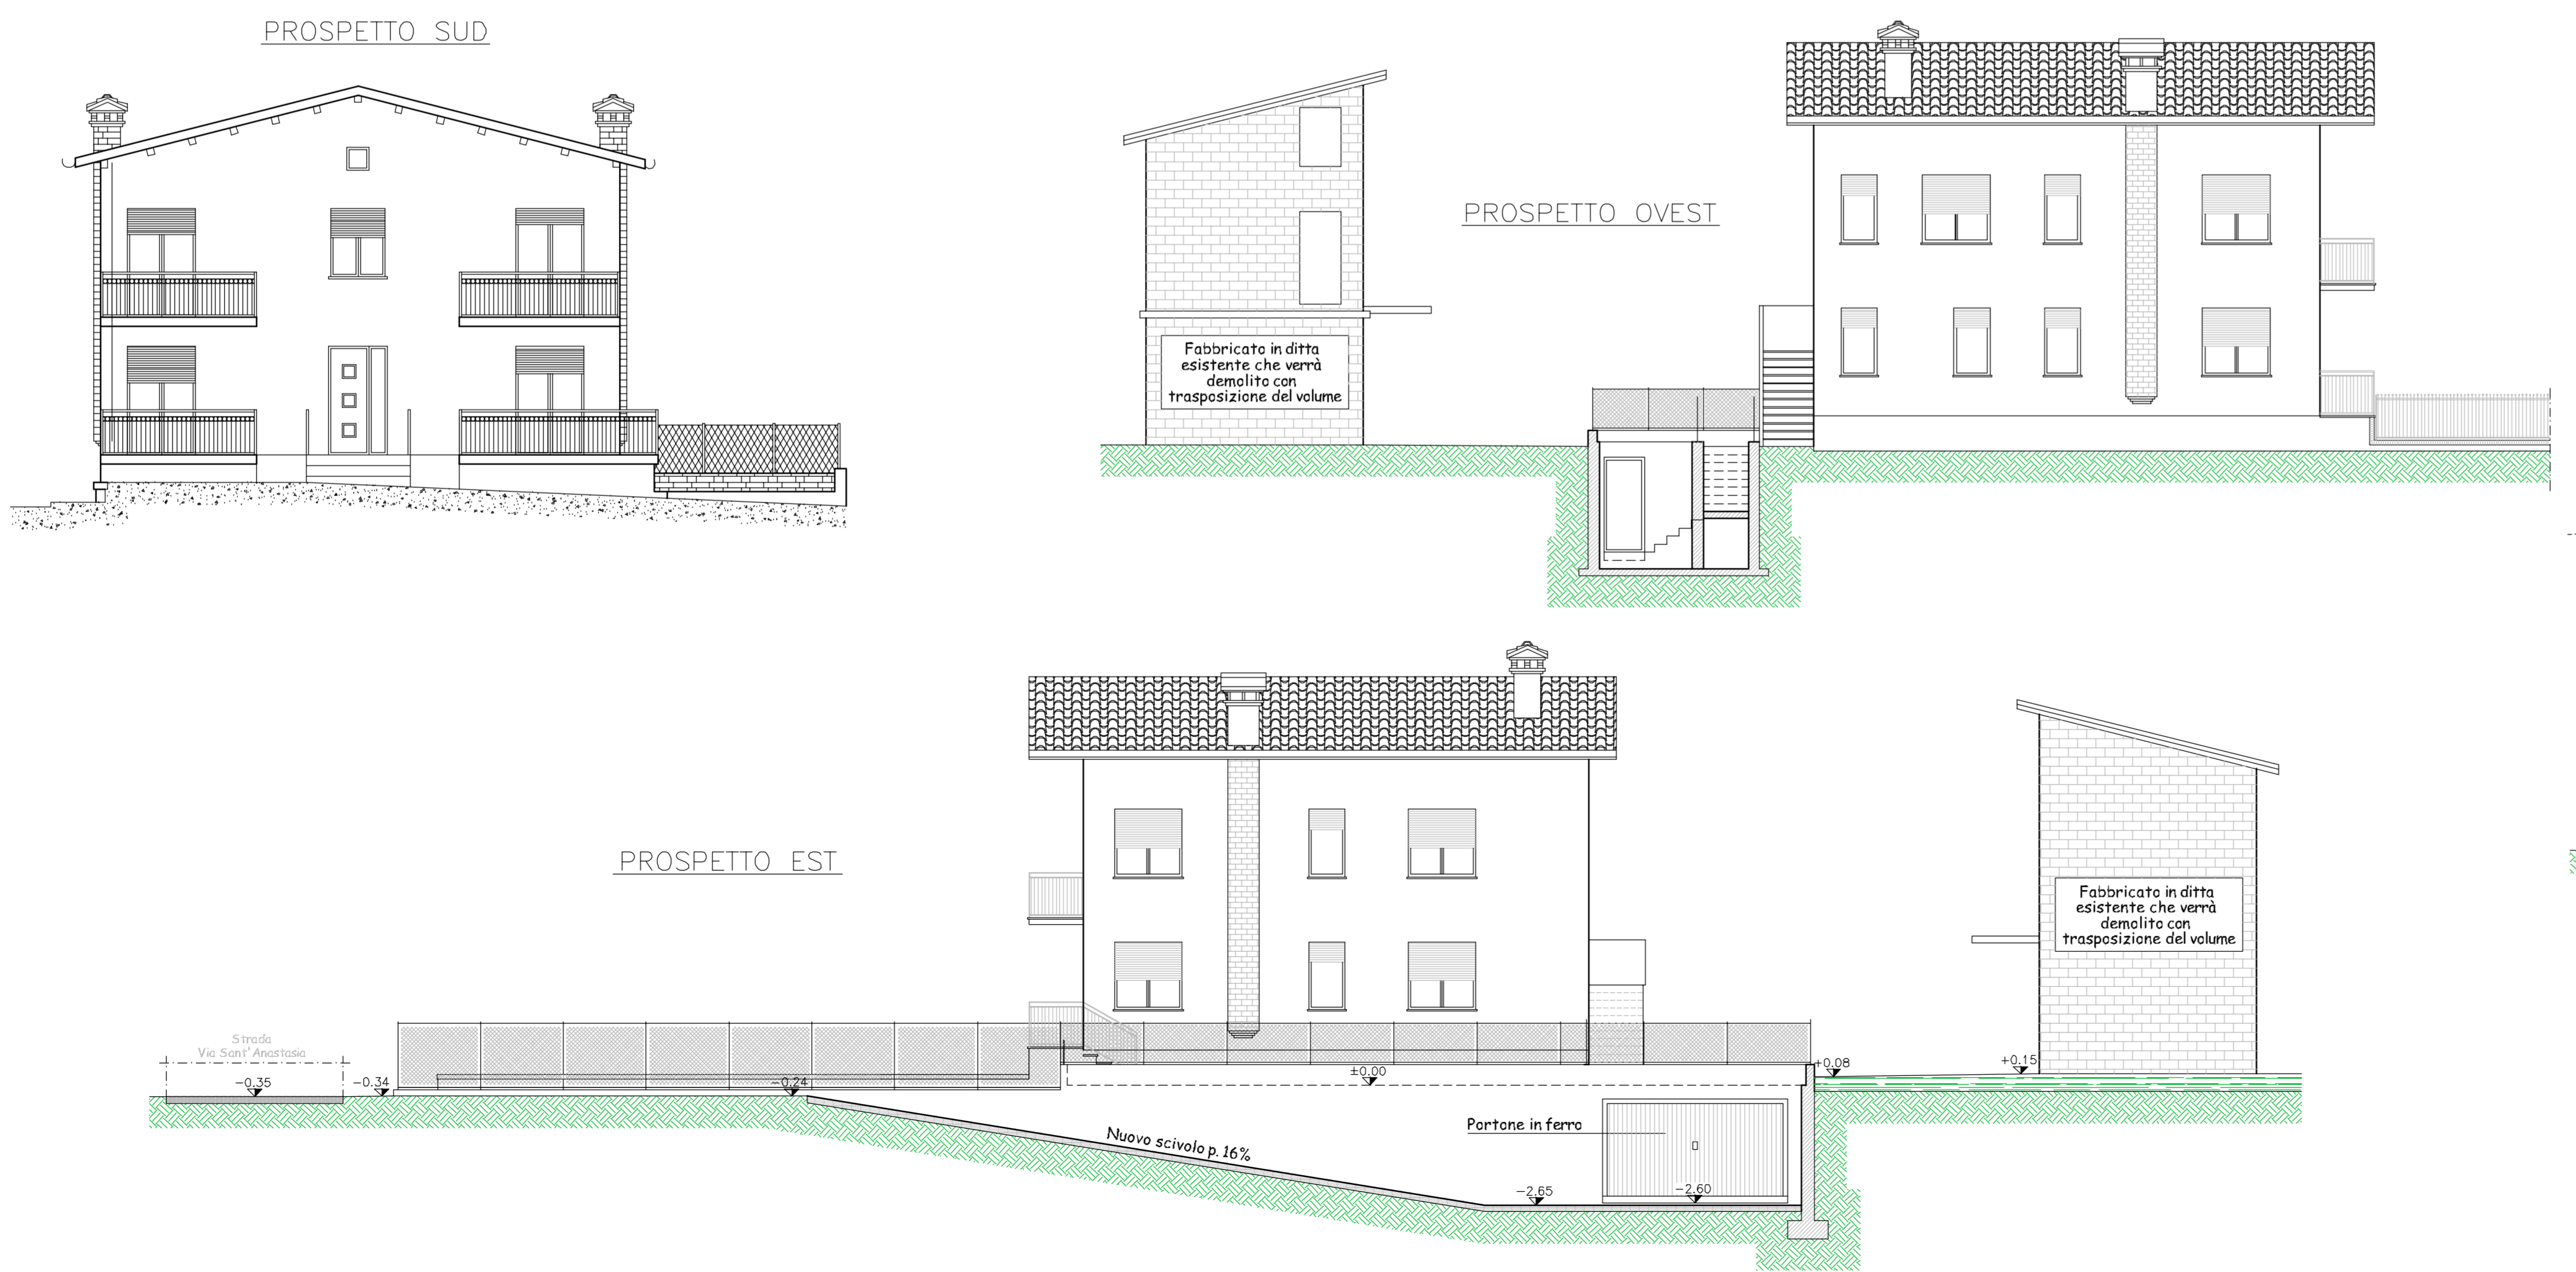 PROSPETTO SUD
PROSPETTO OVEST
Fabbricato in ditta
esistente che verrà
demolito con
trasposizione del volume
PROSPETTO EST
Fabbricato in ditta
esistente che verrà
demolito con
trasposizione del volume
Strada
Via Sant'Anastasia
-0.35
-0.34
-0.24
±0.00
+0.08
+0.15
Portone in ferro
Nuovo scivolo p. 16%
-2.65
-2.60